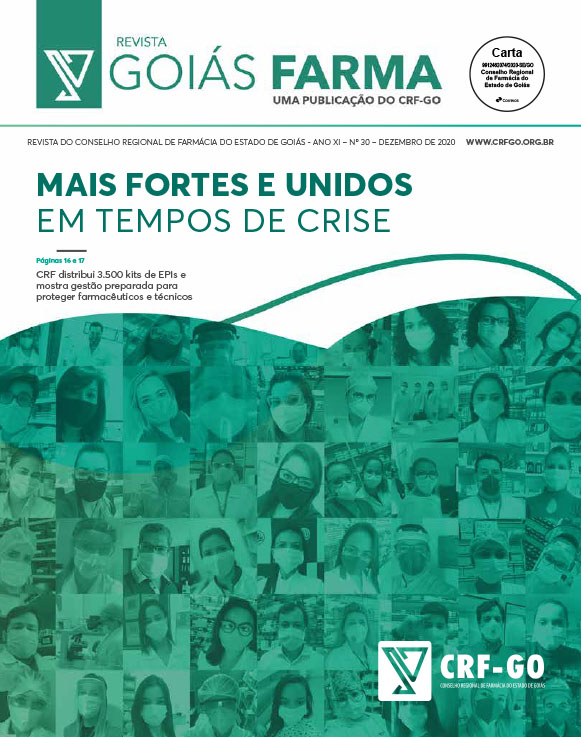 REVISTA
GOIÁS FARMA
UMA PUBLICAÇÃO DO CRF-GO
Carta
Conselho Regional
de Farmácia do
Estado de Goiás
Correios
REVISTA DO CONSELHO REGIONAL DE FARMÁCIA DO ESTADO DE GOIÁS - ANO XI – Nº 30 – DEZEMBRO DE 2020 WWW.CRFGO.ORG.BR
MAIS FORTES E UNIDOS
EM TEMPOS DE CRISE
Páginas 16 e 17
CRF distribui 3.500 kits de EPIs e
mostra gestão preparada para
proteger farmacêuticos e técnicos
CRF-GO
CONSELHO REGIONAL DE FARMÁCIA DO ESTADO DE GOIÁS